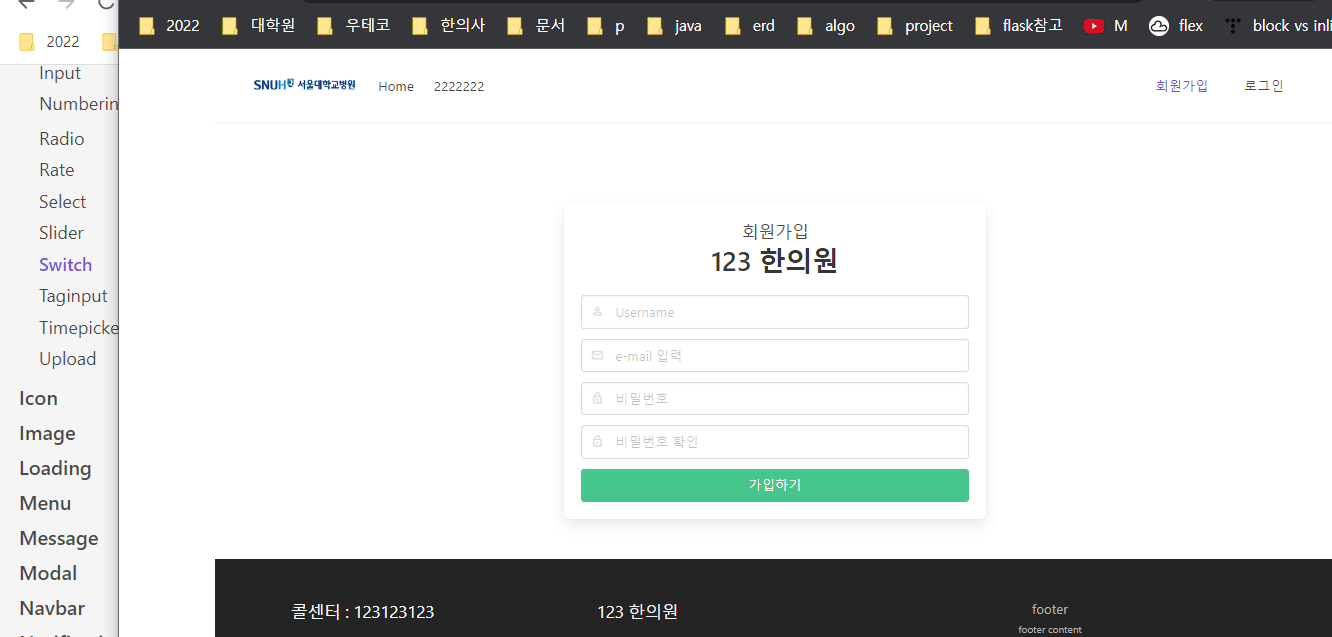 2022
Input
Numberin
Radio
Rate
Select
Slider
Switch
Taginput
Timepicke
Upload
Icon
Image
Loading
Menu
Message
Modal
Navbar
2022 대학원 우테코 한의사 문서 p java erd algo project flask참고 M flex block vs inli
SNUH 서울대학교병원 Home 2222222 회원가입 로그인
회원가입
123 한의원
Username
e-mail 입력
비밀번호
비밀번호 확인
가입하기
콜센터 : 123123123 123 한의원 footer
footer content